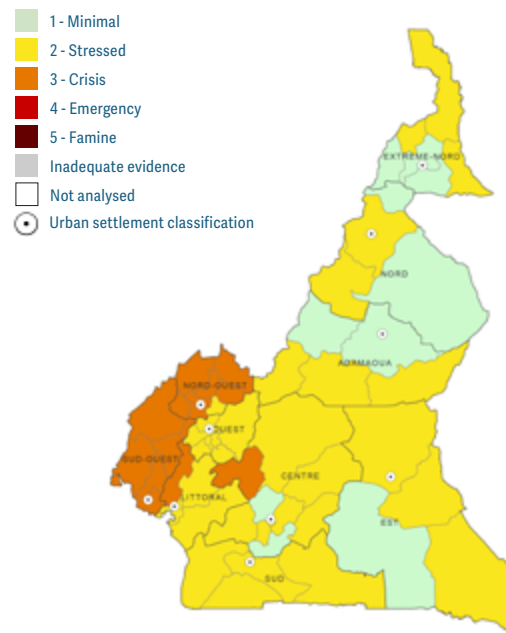 1 - Minimal
2 - Stressed
3 - Crisis
4 - Emergency
5 - Famine
Inadequate evidence
Not analysed
Urban settlement classification
EXTREME-NORD
NORD
ADAMAOUA
NORD-OUEST
OUEST
SUD-OUEST
CENTRE
LITTORAL
EST
SUD